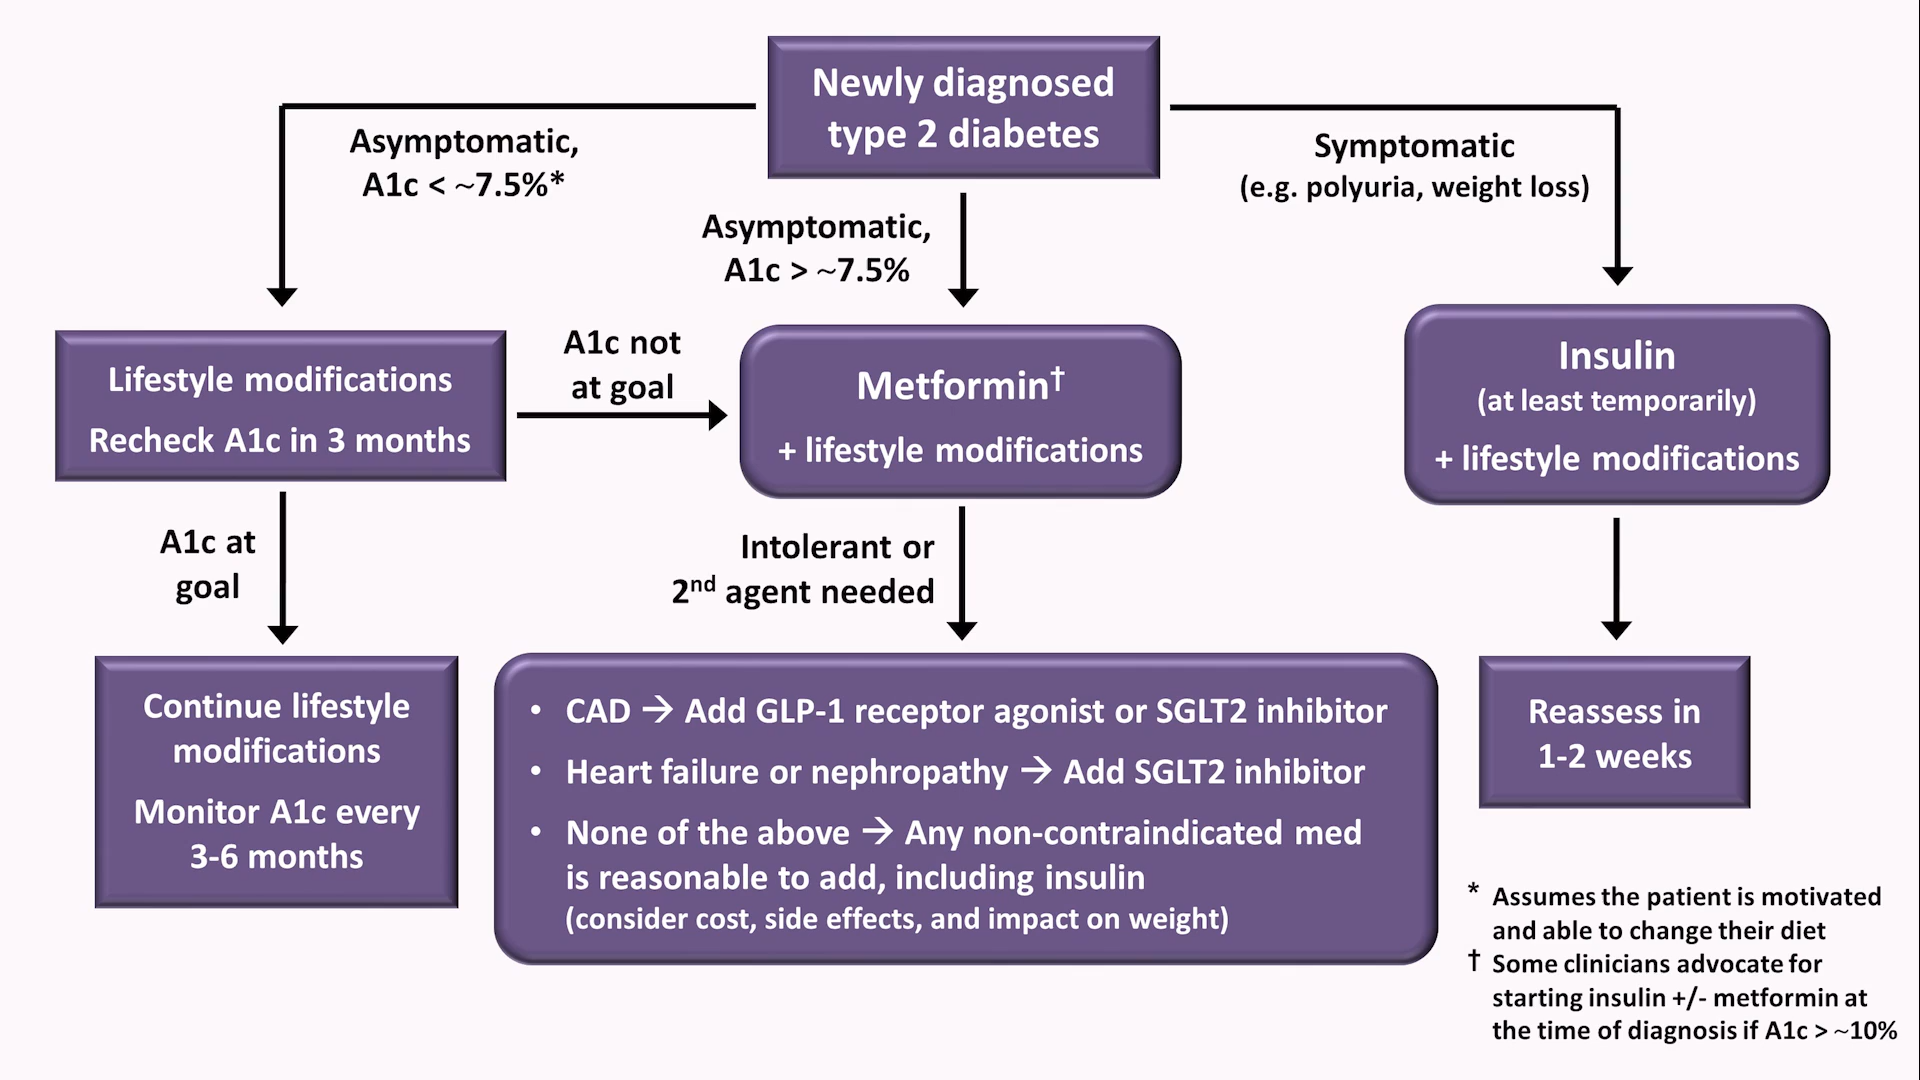 Newly diagnosed
type 2 diabetes
Asymptomatic,
A1c < ~7.5%*
Asymptomatic,
A1c > ~7.5%
Symptomatic
(e.g. polyuria, weight loss)
Lifestyle modifications
Recheck A1c in 3 months
A1c not
at goal
Metformin†
+ lifestyle modifications
Insulin
(at least temporarily)
+ lifestyle modifications
A1c at
goal
Intolerant or
2nd agent needed
Continue lifestyle
modifications
Monitor A1c every
3-6 months
• CAD → Add GLP-1 receptor agonist or SGLT2 inhibitor
• Heart failure or nephropathy → Add SGLT2 inhibitor
• None of the above → Any non-contraindicated med
is reasonable to add, including insulin
(consider cost, side effects, and impact on weight)
Reassess in
1-2 weeks
* Assumes the patient is motivated
and able to change their diet
† Some clinicians advocate for
starting insulin +/- metformin at
the time of diagnosis if A1c > ~10%